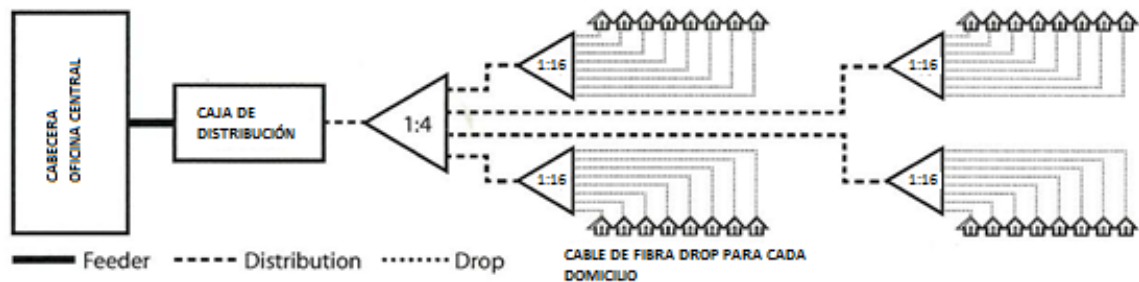 CABECERA
OFICINA CENTRAL
CAJA DE
DISTRIBUCIÓN
1:4
1:16
1:16
1:16
1:16
Feeder
Distribution
Drop
CABLE DE FIBRA DROP PARA CADA
DOMICILIO